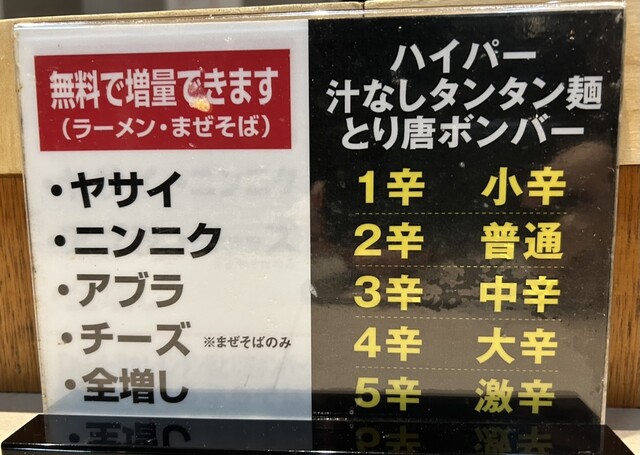 無料で増量できます
(ラーメン・まぜそば)
・ヤサイ
・ニンニク
・アブラ
・チーズ ※まぜそばのみ
・全増し
ハイパー
汁なしタンタン麺
とり唐ボンバー
1辛 小辛
2辛 普通
3辛 中辛
4辛 大辛
5辛 激辛